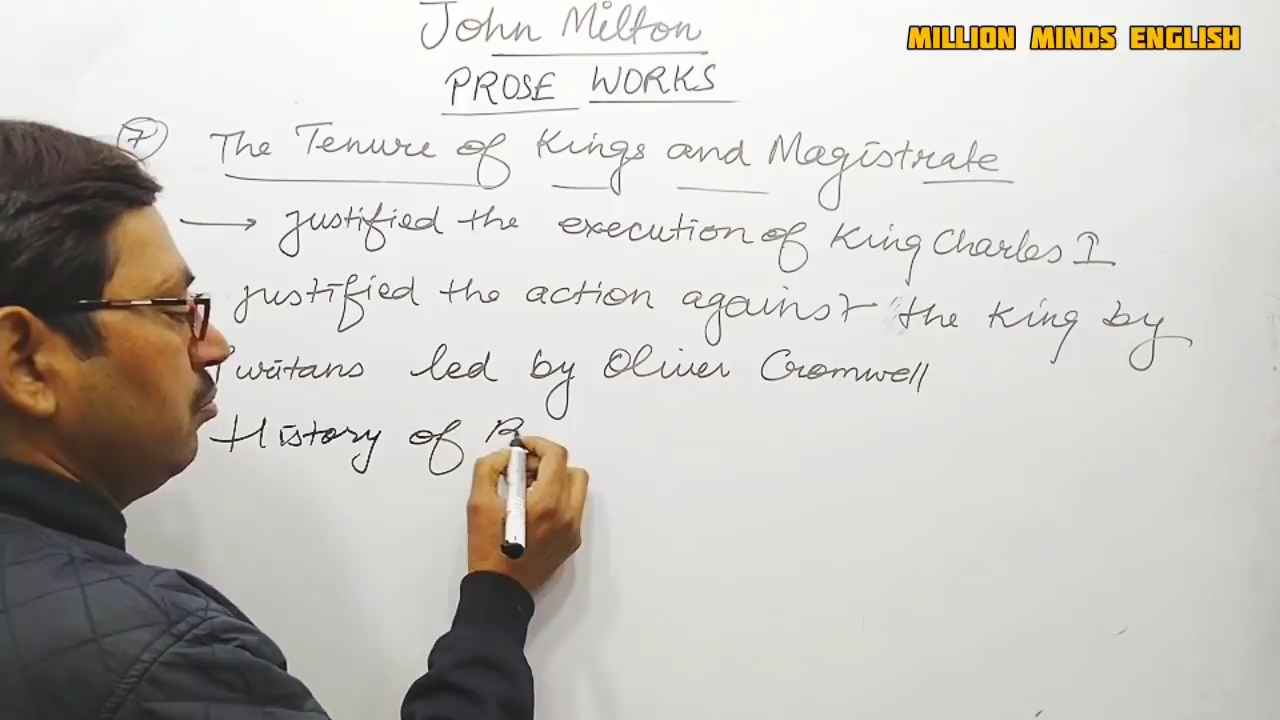 John Milton
MILLION MINDS ENGLISH
PROSE WORKS
7 The Tenure of Kings and Magistrate
→ justified the execution of King Charles I
justified the action against the King by
Puritans led by Oliver Cromwell
History of B